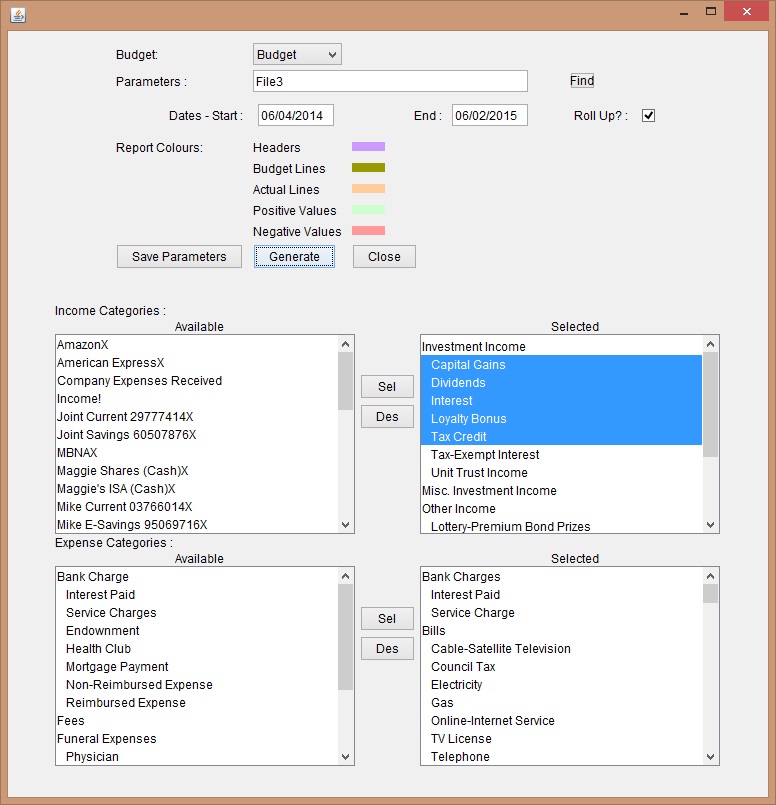 Budget: Budget
Parameters : File3 Find
Dates - Start : 06/04/2014 End : 06/02/2015 Roll Up? :
Report Colours: Headers
Budget Lines
Actual Lines
Positive Values
Negative Values
Save Parameters Generate Close
Income Categories :
Available
AmazonX
American ExpressX
Company Expenses Received
Income!
Joint Current 29777414X
Joint Savings 60507876X
MBNAX
Maggie Shares (Cash)X
Maggie's ISA (Cash)X
Mike Current 03766014X
Mike E-Savings 95069716X
Sel
Des
Selected
Investment Income
Capital Gains
Dividends
Interest
Loyalty Bonus
Tax Credit
Tax-Exempt Interest
Unit Trust Income
Misc. Investment Income
Other Income
Lottery-Premium Bond Prizes
Expense Categories :
Available
Bank Charge
Interest Paid
Service Charges
Endownment
Health Club
Mortgage Payment
Non-Reimbursed Expense
Reimbursed Expense
Fees
Funeral Expenses
Physician
Sel
Des
Selected
Bank Charges
Interest Paid
Service Charge
Bills
Cable-Satellite Television
Council Tax
Electricity
Gas
Online-Internet Service
TV License
Telephone